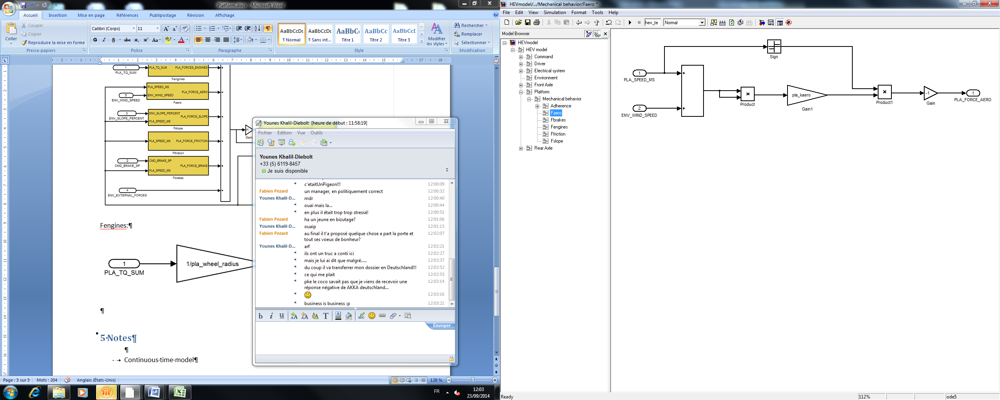 Platform.docx - Microsoft Word
Accueil
Insertion
Mise en page
Références
Publipostage
Révision
Affichage
Coller
Couper
Copier
Reproduire la mise en forme
Presse-papiers
Calibri (Corps)
11
G I S abc x₂ x² Aa
Police
Paragraphe
AaBbCcDc
¶ Normal
AaBbCcDc
¶ Sans int...
AaBbC
Titre 1
AaBbCc
Titre 2
AaBbCcI
Titre 3
Modifier
les styles
Style
Rechercher
Remplacer
Sélectionner
Modification
1
PLA_TQ_SUM
PLA_TQ_SUM PLA_FORCES_ENGINES
Fengines
PLA_SPEED_MS
PLA_FORCE_AERO
5
ENV_WIND_SPEED
ENV_WIND_SPEED
Faero
3
ENV_SLOPE_PERCENT
ENV_SLOPE_PERCENT
PLA_FORCE_SLOPE
PLA_SPEED_MS
Fslope
PLA_SPEED_MS PLA_FORCE_FRICTION
Ffriction
2
CMD_BRAKE_SP
CMD_BRAKE_SP
PLA_FORCE_BRAKE
PLA_SPEED_MS
Fbrakes
4
ENV_EXTERNAL_FORCES
K-
Gain
Fengines:¶
1
PLA_TQ_SUM
1/pla_wheel_radius
¶
5·Notes¶
¶
- → Continuous·time·model¶
Page : 3 sur 3
Mots : 204
Anglais (États-Unis)
128 %
Younes Khalil-Diebolt [heure de début : 11:58:19]
Fichier Edition Vue Outils
Younes Khalil-Diebolt
+33 (5) 6119-8457
Je suis disponible
c'etaitUnPigeon!!! 12:00:09
Fabien Pezard un manager, en politiquement correct 12:00:32
Younes Khalil-D... mdr 12:00:40
ouai mais la... 12:00:44
en plus il était trop trop stressé! 12:00:51
Fabien Pezard ha un jeune en bizutage? 12:01:06
Younes Khalil-D... ouaip 12:01:15
Fabien Pezard au final il t'a proposé quelque chose a part la porte et 12:02:07
tout ses voeux de bonheur?
Younes Khalil-D... arf 12:02:21
ils ont un truc a conti ici 12:02:27
mais je lui ai dit que malgré..... 12:02:37
du coup il va transferrer mon dossier en Deutschland!!! 12:02:52
ce qui me plait 12:02:55
pke le coco savait pas que je viens de recevoir une 12:03:14
réponse négative de AKKA deutschland...
12:03:16
business is business :p 12:03:21
b i u AA AA AA T A abc
Envoyer
FR
12:03
23/09/2014
HEVmodel/.../Mechanical behavior/Faero *
File Edit View Simulation Format Tools Help
hev_te
Normal
Model Browser
HEVmodel
HEV model
Command
Driver
Electrical system
Environment
Front Axle
Platform
Mechanical behavior
Adherence
Faero
Fbrakes
Fengines
Ffriction
Fslope
Rear Axle
Sign
1
PLA_SPEED_MS
2
ENV_WIND_SPEED
×
Product
pla_kaero
Gain1
×
Product1
-1
Gain
1
PLA_FORCE_AERO
Ready
112%
ode5